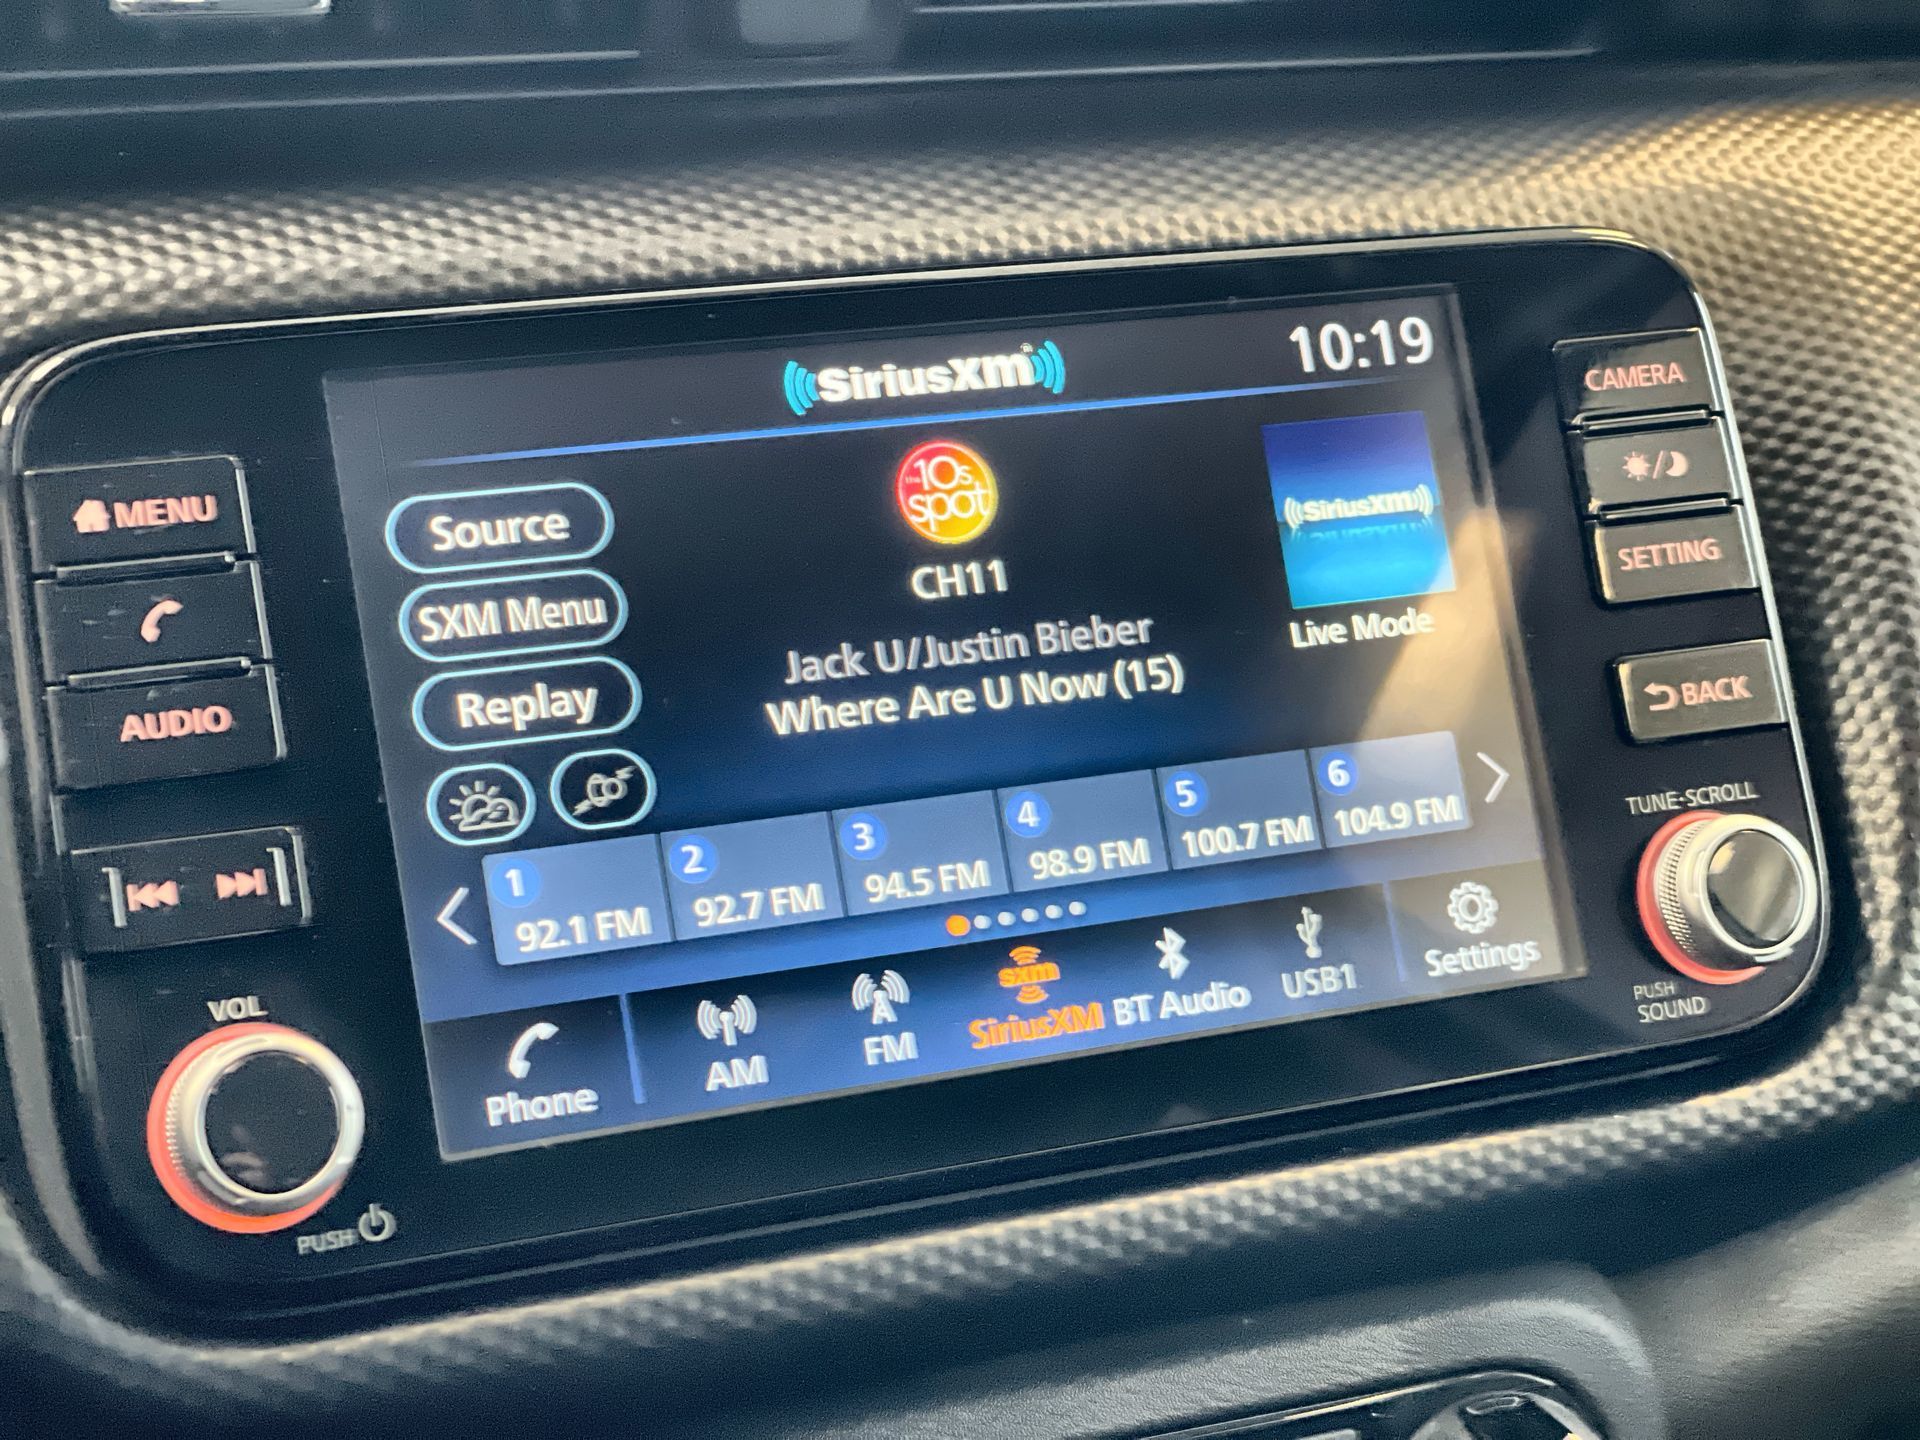 SiriusXm
10:19
the
10s
spot
CH11
Jack U/Justin Bieber
Where Are U Now (15)
Source
SXM Menu
Replay
SiriusXm
Live Mode
1
92.1 FM
2
92.7 FM
3
94.5 FM
4
98.9 FM
5
100.7 FM
6
104.9 FM
Phone
AM
A
FM
sxm
SiriusXM
BT Audio
USB1
Settings
MENU
AUDIO
VOL
PUSH
CAMERA
SETTING
BACK
TUNE·SCROLL
PUSH
SOUND